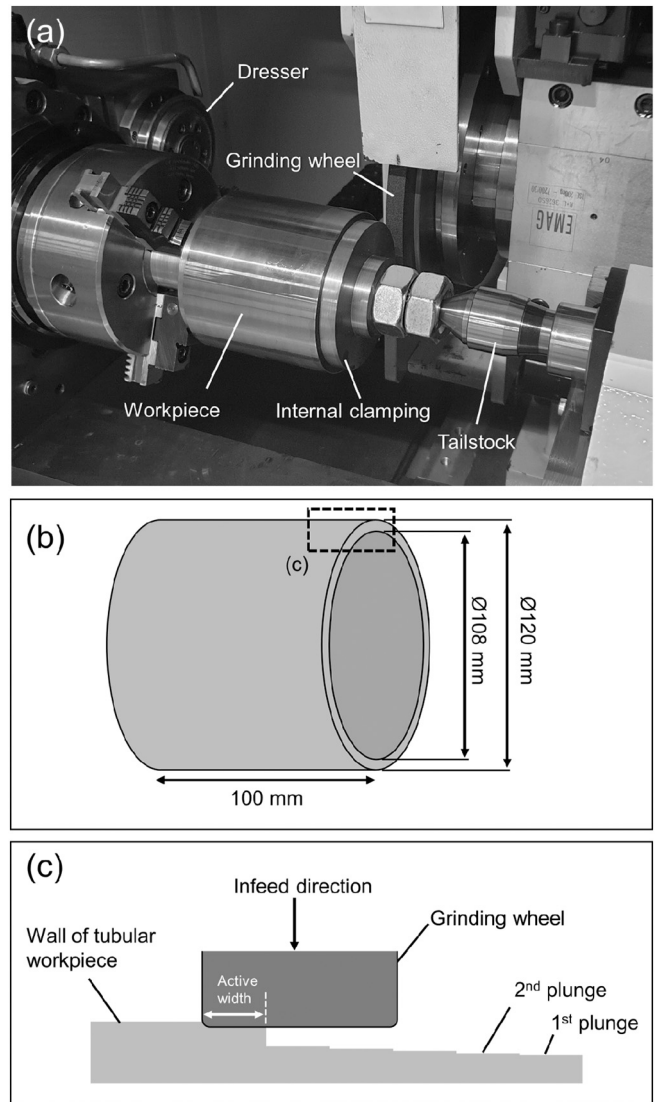 (a)
Dresser
Grinding wheel
EMAG
Workpiece
Internal clamping
Tailstock
(b)
(c)
Ø108 mm
Ø120 mm
100 mm
(c)
Infeed direction
Grinding wheel
Wall of tubular
workpiece
Active
width
2nd plunge
1st plunge